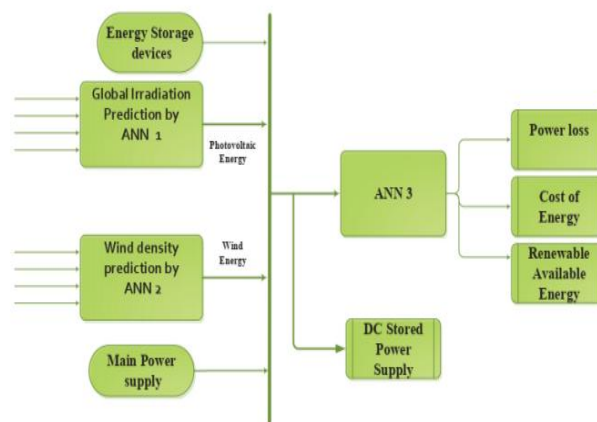 Energy Storage
devices
Global Irradiation
Prediction by
ANN 1
Photovoltaic
Energy
Wind density
prediction by
ANN 2
Wind
Energy
Main Power
supply
ANN 3
DC Stored
Power
Supply
Power loss
Cost of
Energy
Renewable
Available
Energy